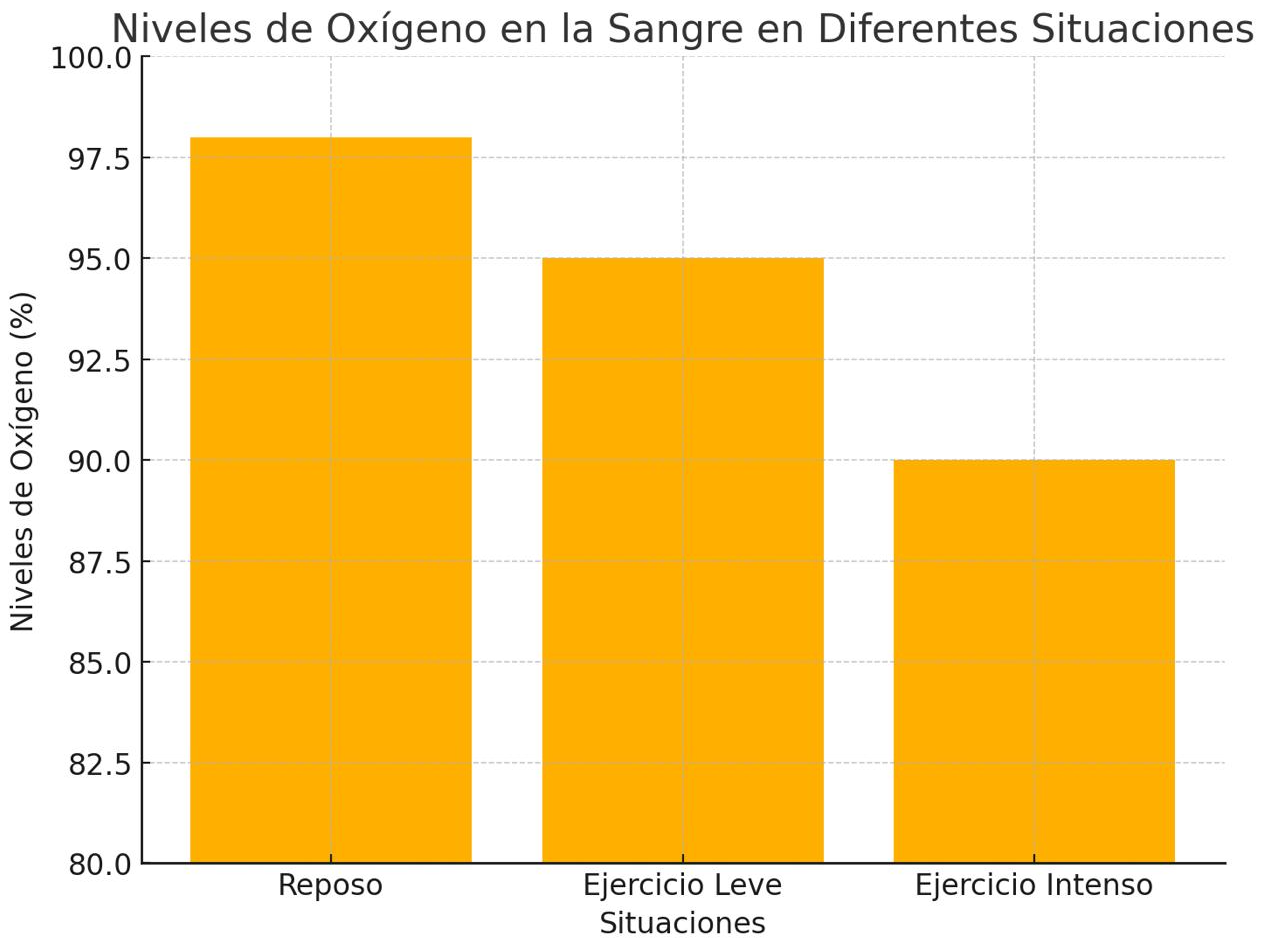 Niveles de Oxígeno en la Sangre en Diferentes Situaciones
Niveles de Oxígeno (%)
100.0
97.5
95.0
92.5
90.0
87.5
85.0
82.5
80.0
Reposo
Ejercicio Leve
Ejercicio Intenso
Situaciones